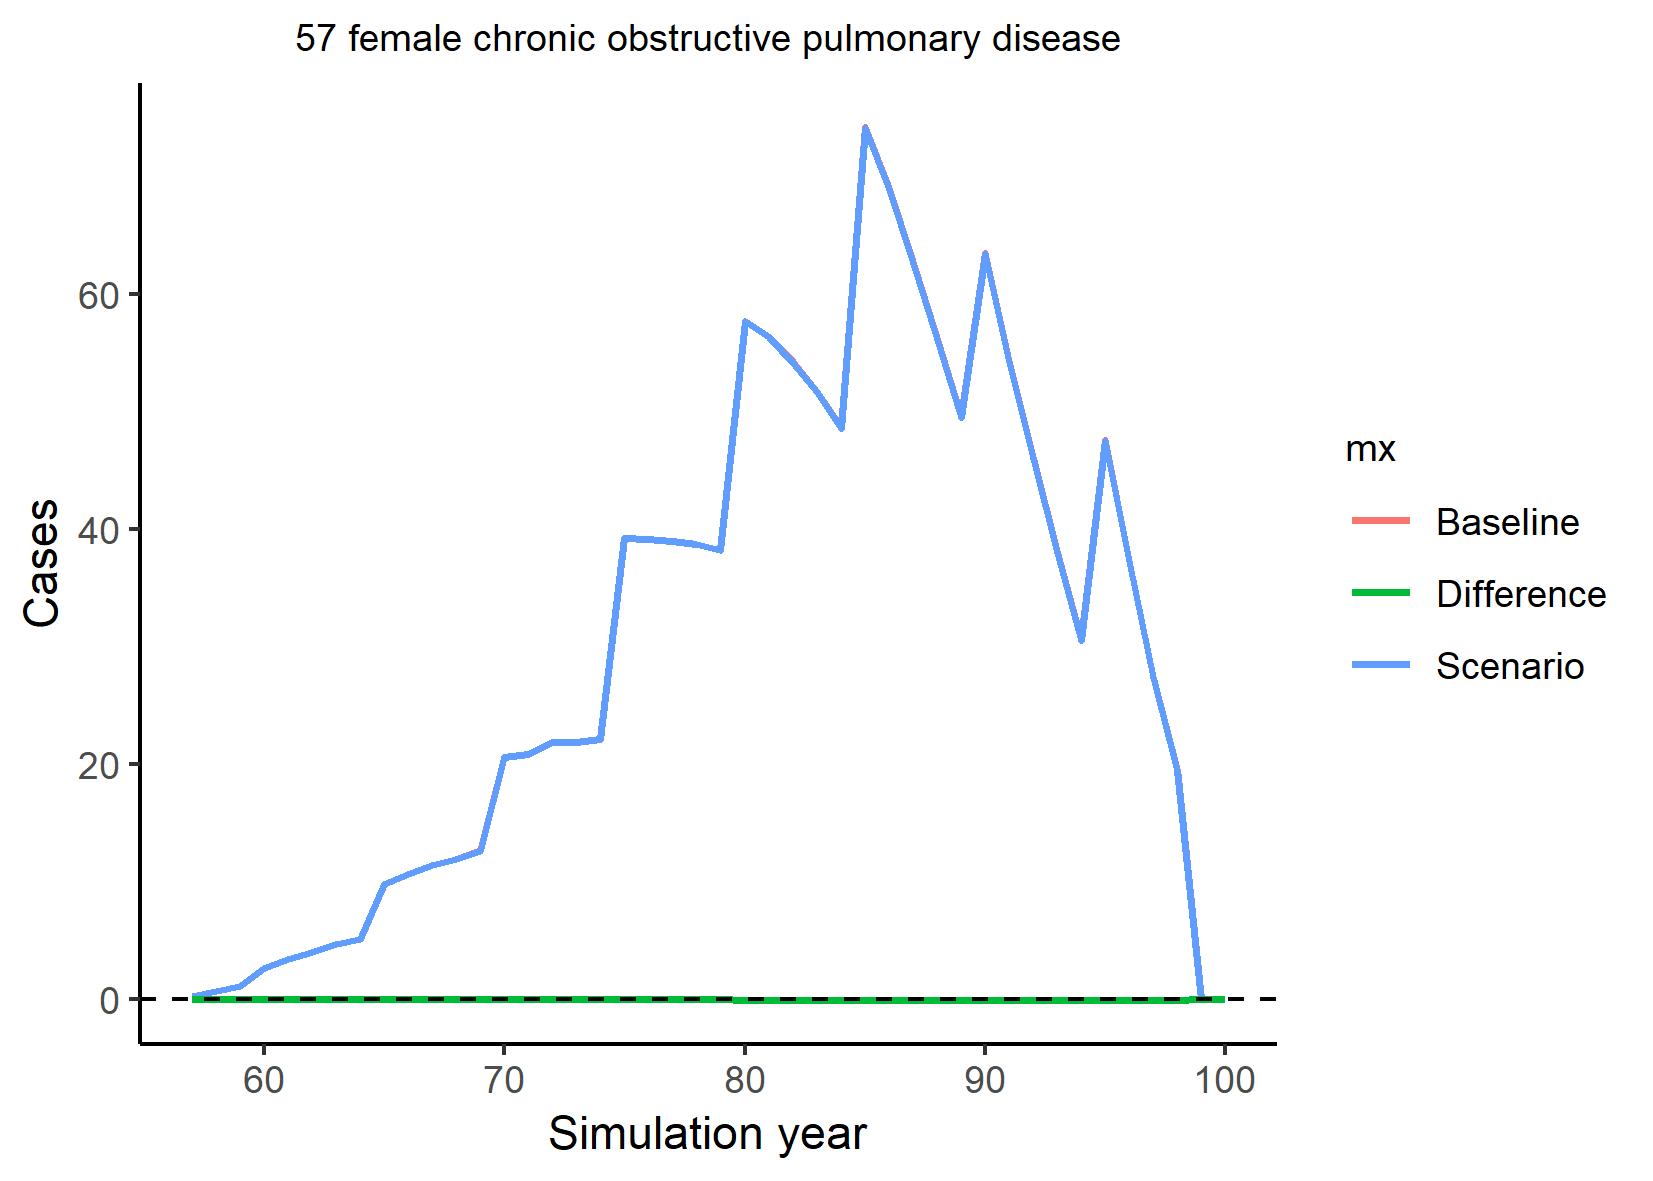 57 female chronic obstructive pulmonary disease
Cases
60
40
20
0
60 70 80 90 100
Simulation year
mx
Baseline
Difference
Scenario